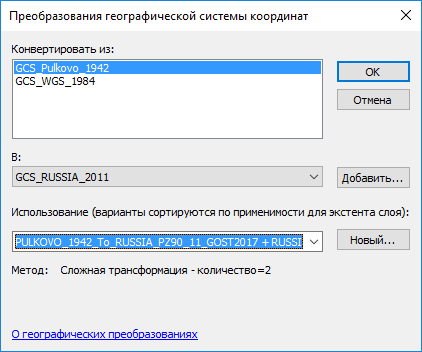 Преобразования географической системы координат
Конвертировать из:
GCS_Pulkovo_1942
GCS_WGS_1984
OK
Отмена
В:
GCS_RUSSIA_2011
Добавить...
Использование (варианты сортируются по применимости для экстента слоя):
PULKOVO_1942_To_RUSSIA_PZ90_11_GOST2017 + RUSSI
Новый...
Метод: Сложная трансформация - количество=2
О географических преобразованиях